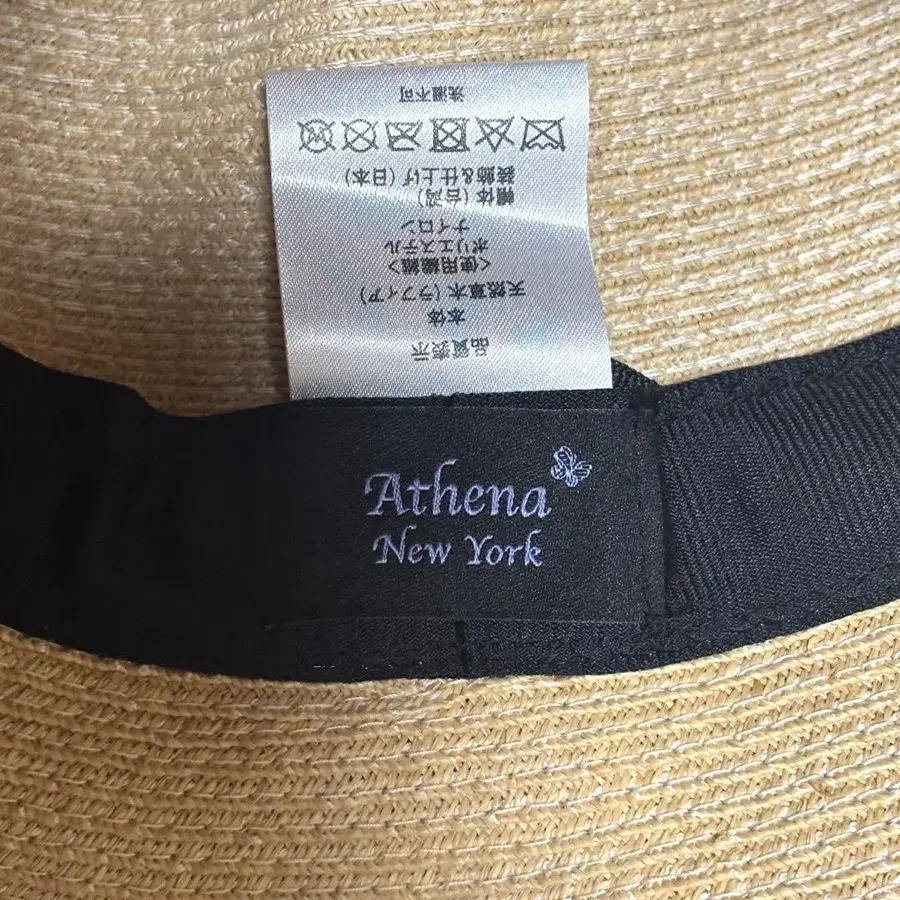 品質表示
本体
天然草木 (ラフィア)
<使用繊維>
ポリエステル
ナイロン
帽体 (台湾)
装飾&仕上げ (日本)
洗濯不可
Athena
New York